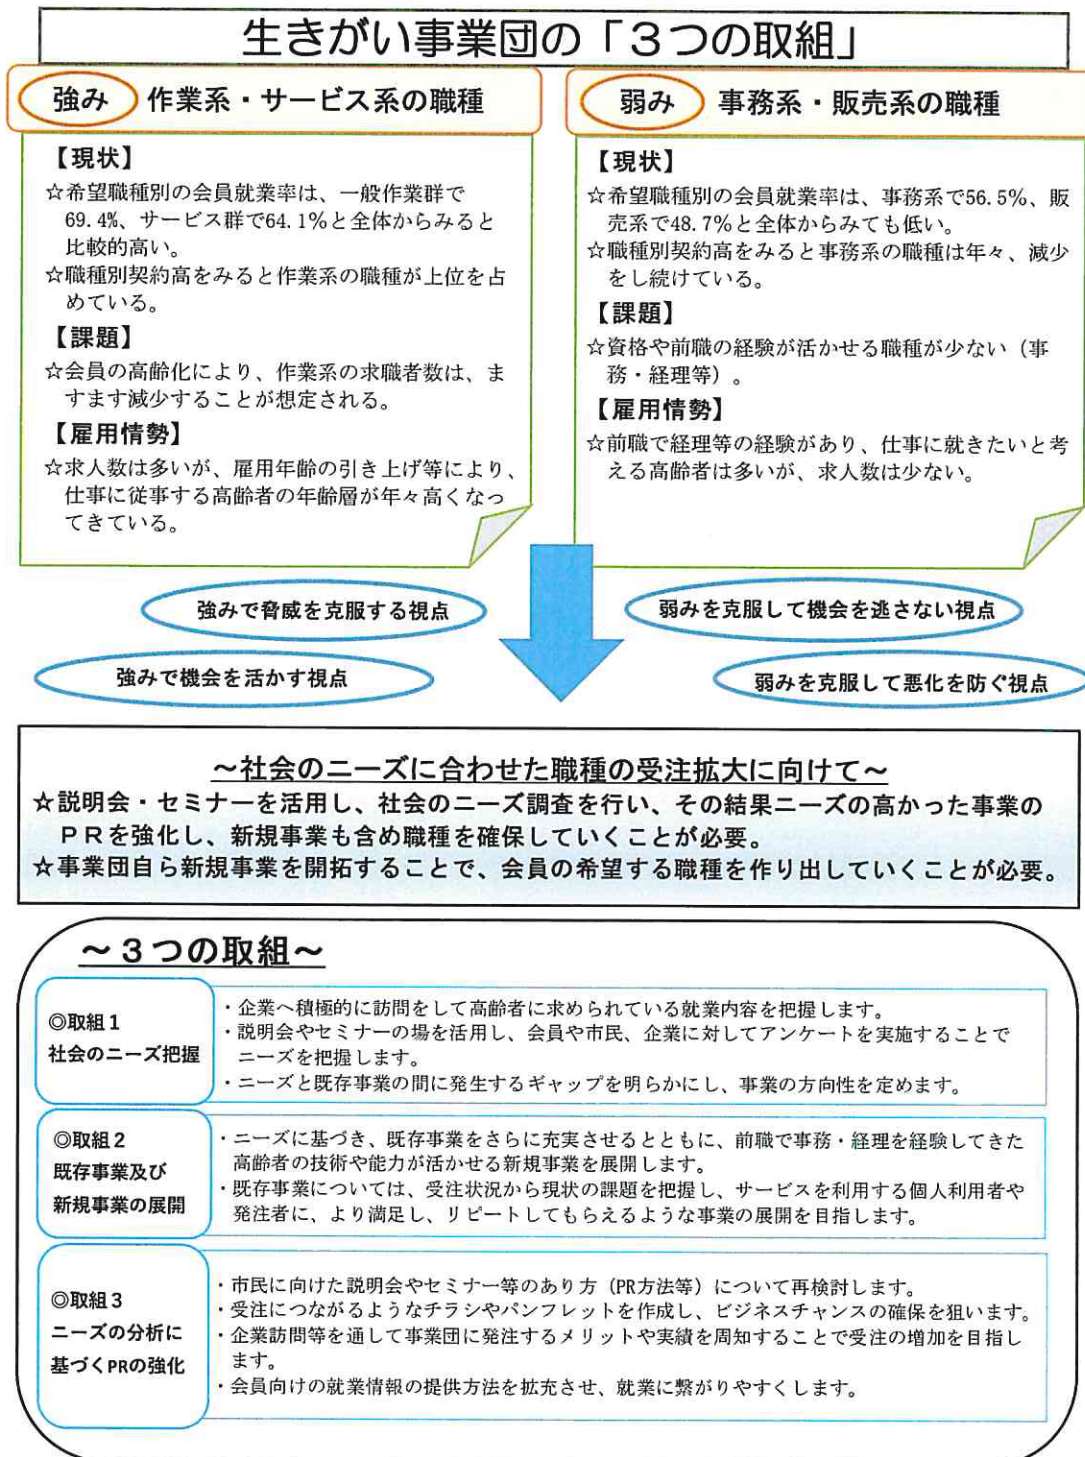 生きがい事業団の「３つの取組」
強み 作業系・サービス系の職種
【現状】
☆希望職種別の会員就業率は、一般作業群で
69.4%、サービス群で64.1%と全体からみると
比較的高い。
☆職種別契約高をみると作業系の職種が上位を占
めている。
【課題】
☆会員の高齢化により、作業系の求職者数は、ま
すます減少することが想定される。
【雇用情勢】
☆求人数は多いが、雇用年齢の引き上げ等により、
仕事に従事する高齢者の年齢層が年々高くなっ
てきている。
弱み 事務系・販売系の職種
【現状】
☆希望職種別の会員就業率は、事務系で56.5%、販
売系で48.7%と全体からみても低い。
☆職種別契約高をみると事務系の職種は年々、減少
をし続けている。
【課題】
☆資格や前職の経験が活かせる職種が少ない（事
務・経理等）。
【雇用情勢】
☆前職で経理等の経験があり、仕事に就きたいと考
える高齢者は多いが、求人数は少ない。
強みで脅威を克服する視点
弱みを克服して機会を逃さない視点
強みで機会を活かす視点
弱みを克服して悪化を防ぐ視点
～社会のニーズに合わせた職種の受注拡大に向けて～
☆説明会・セミナーを活用し、社会のニーズ調査を行い、その結果ニーズの高かった事業の
ＰＲを強化し、新規事業も含め職種を確保していくことが必要。
☆事業団自ら新規事業を開拓することで、会員の希望する職種を作り出していくことが必要。
～３つの取組～
◎取組１
社会のニーズ把握
・企業へ積極的に訪問をして高齢者に求められている就業内容を把握します。
・説明会やセミナーの場を活用し、会員や市民、企業に対してアンケートを実施することで
ニーズを把握します。
・ニーズと既存事業の間に発生するギャップを明らかにし、事業の方向性を定めます。
◎取組２
既存事業及び
新規事業の展開
・ニーズに基づき、既存事業をさらに充実させるとともに、前職で事務・経理を経験してきた
高齢者の技術や能力が活かせる新規事業を展開します。
・既存事業については、受注状況から現状の課題を把握し、サービスを利用する個人利用者や
発注者に、より満足し、リピートしてもらえるような事業の展開を目指します。
◎取組３
ニーズの分析に
基づくPRの強化
・市民に向けた説明会やセミナー等のあり方（PR方法等）について再検討します。
・受注につながるようなチラシやパンフレットを作成し、ビジネスチャンスの確保を狙います。
・企業訪問等を通して事業団に発注するメリットや実績を周知することで受注の増加を目指し
ます。
・会員向けの就業情報の提供方法を拡充させ、就業に繋がりやすくします。